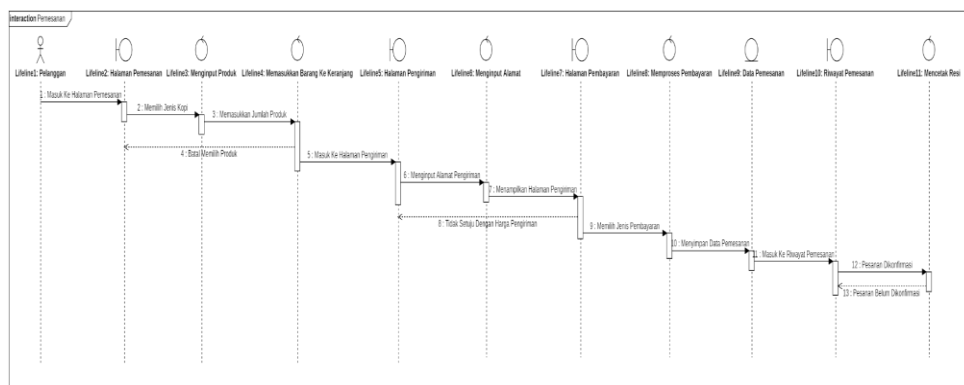 interaction Pemesanan
Lifeline1: Pelanggan
Lifeline2: Halaman Pemesanan
Lifeline3: Menginput Produk
Lifeline4: Memasukkan Barang Ke Keranjang
Lifeline5: Halaman Pengiriman
Lifeline6: Menginput Alamat
Lifeline7: Halaman Pembayaran
Lifeline8: Memproses Pembayaran
Lifeline9: Data Pemesanan
Lifeline10: Riwayat Pemesanan
Lifeline11: Mencetak Resi
1 : Masuk Ke Halaman Pemesanan
2 : Memilih Jenis Kopi
3 : Memasukkan Jumlah Produk
4 : Batal Memilih Produk
5 : Masuk Ke Halaman Pengiriman
6 : Menginput Alamat Pengiriman
7 : Menampilkan Halaman Pengiriman
8 : Tidak Setuju Dengan Harga Pengiriman
9 : Memilih Jenis Pembayaran
10 : Menyimpan Data Pemesanan
11 : Masuk Ke Riwayat Pemesanan
12 : Pesanan Dikonfirmasi
13 : Pesanan Belum Dikonfirmasi